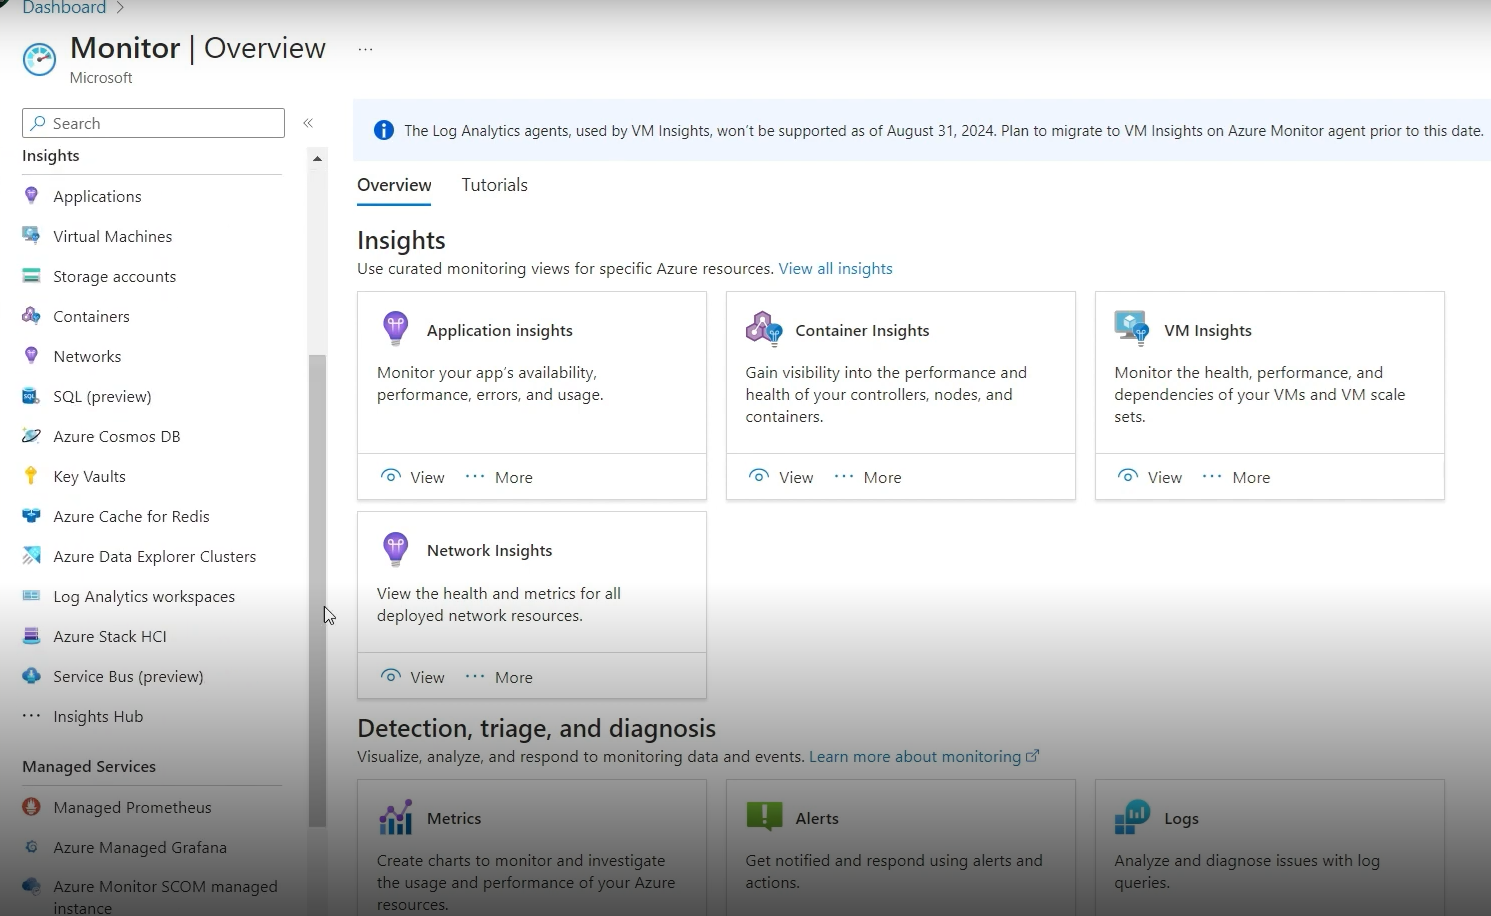 Dashboard >
Monitor | Overview ...
Microsoft
Search
Insights
Applications
Virtual Machines
Storage accounts
Containers
Networks
SQL (preview)
Azure Cosmos DB
Key Vaults
Azure Cache for Redis
Azure Data Explorer Clusters
Log Analytics workspaces
Azure Stack HCI
Service Bus (preview)
Insights Hub
Managed Services
Managed Prometheus
Azure Managed Grafana
Azure Monitor SCOM managed
instance
The Log Analytics agents, used by VM Insights, won't be supported as of August 31, 2024. Plan to migrate to VM Insights on Azure Monitor agent prior to this date.
Overview Tutorials
Insights
Use curated monitoring views for specific Azure resources. View all insights
Application insights
Monitor your app's availability,
performance, errors, and usage.
View ... More
Container Insights
Gain visibility into the performance and
health of your controllers, nodes, and
containers.
View ... More
VM Insights
Monitor the health, performance, and
dependencies of your VMs and VM scale
sets.
View ... More
Network Insights
View the health and metrics for all
deployed network resources.
View ... More
Detection, triage, and diagnosis
Visualize, analyze, and respond to monitoring data and events. Learn more about monitoring
Metrics
Create charts to monitor and investigate
the usage and performance of your Azure
resources.
Alerts
Get notified and respond using alerts and
actions.
Logs
Analyze and diagnose issues with log
queries.